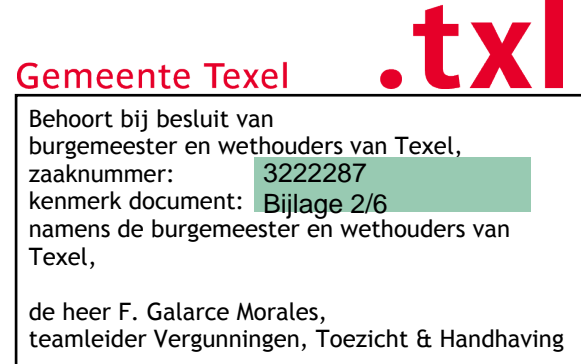 .txl
Gemeente Texel
Behoort bij besluit van
burgemeester en wethouders van Texel,
zaaknummer: 3222287
kenmerk document: Bijlage 2/6
namens de burgemeester en wethouders van
Texel,
de heer F. Galarce Morales,
teamleider Vergunningen, Toezicht & Handhaving